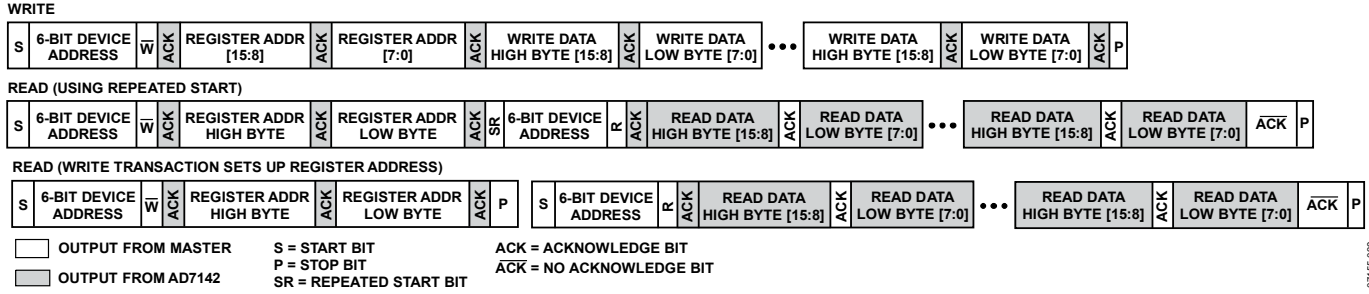 WRITE
S 6-BIT DEVICE ADDRESS W̅ ACK REGISTER ADDR [15:8] ACK REGISTER ADDR [7:0] ACK WRITE DATA HIGH BYTE [15:8] ACK WRITE DATA LOW BYTE [7:0] ••• WRITE DATA HIGH BYTE [15:8] ACK WRITE DATA LOW BYTE [7:0] ACK P
READ (USING REPEATED START)
S 6-BIT DEVICE ADDRESS W̅ ACK REGISTER ADDR HIGH BYTE ACK REGISTER ADDR LOW BYTE ACK SR 6-BIT DEVICE ADDRESS R ACK READ DATA HIGH BYTE [15:8] ACK READ DATA LOW BYTE [7:0] ••• READ DATA HIGH BYTE [15:8] ACK READ DATA LOW BYTE [7:0] A̅C̅K̅ P
READ (WRITE TRANSACTION SETS UP REGISTER ADDRESS)
S 6-BIT DEVICE ADDRESS W̅ ACK REGISTER ADDR HIGH BYTE ACK REGISTER ADDR LOW BYTE ACK P S 6-BIT DEVICE ADDRESS R ACK READ DATA HIGH BYTE [15:8] ACK READ DATA LOW BYTE [7:0] ••• READ DATA HIGH BYTE [15:8] ACK READ DATA LOW BYTE [7:0] A̅C̅K̅ P
OUTPUT FROM MASTER
OUTPUT FROM AD7142
S = START BIT
P = STOP BIT
SR = REPEATED START BIT
ACK = ACKNOWLEDGE BIT
A̅C̅K̅ = NO ACKNOWLEDGE BIT